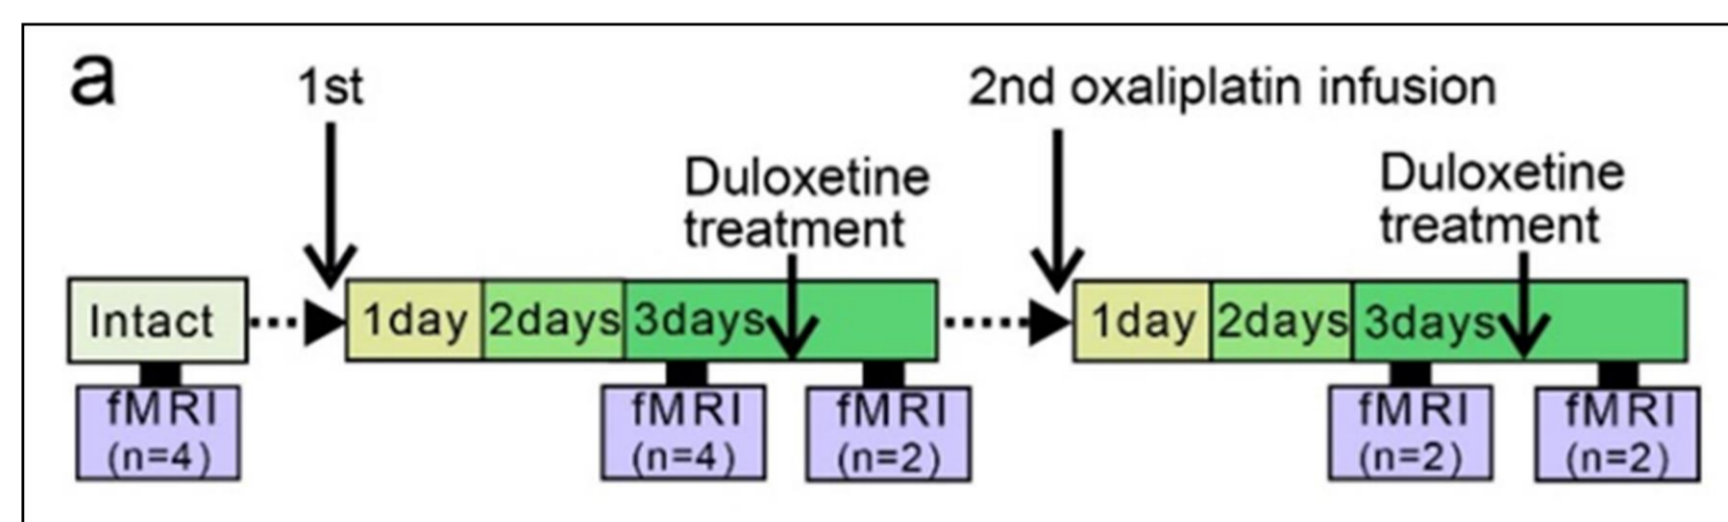 a
1st
2nd oxaliplatin infusion
Duloxetine
treatment
Duloxetine
treatment
Intact
1day
2days
3days
1day
2days
3days
fMRI
(n=4)
fMRI
(n=4)
fMRI
(n=2)
fMRI
(n=2)
fMRI
(n=2)